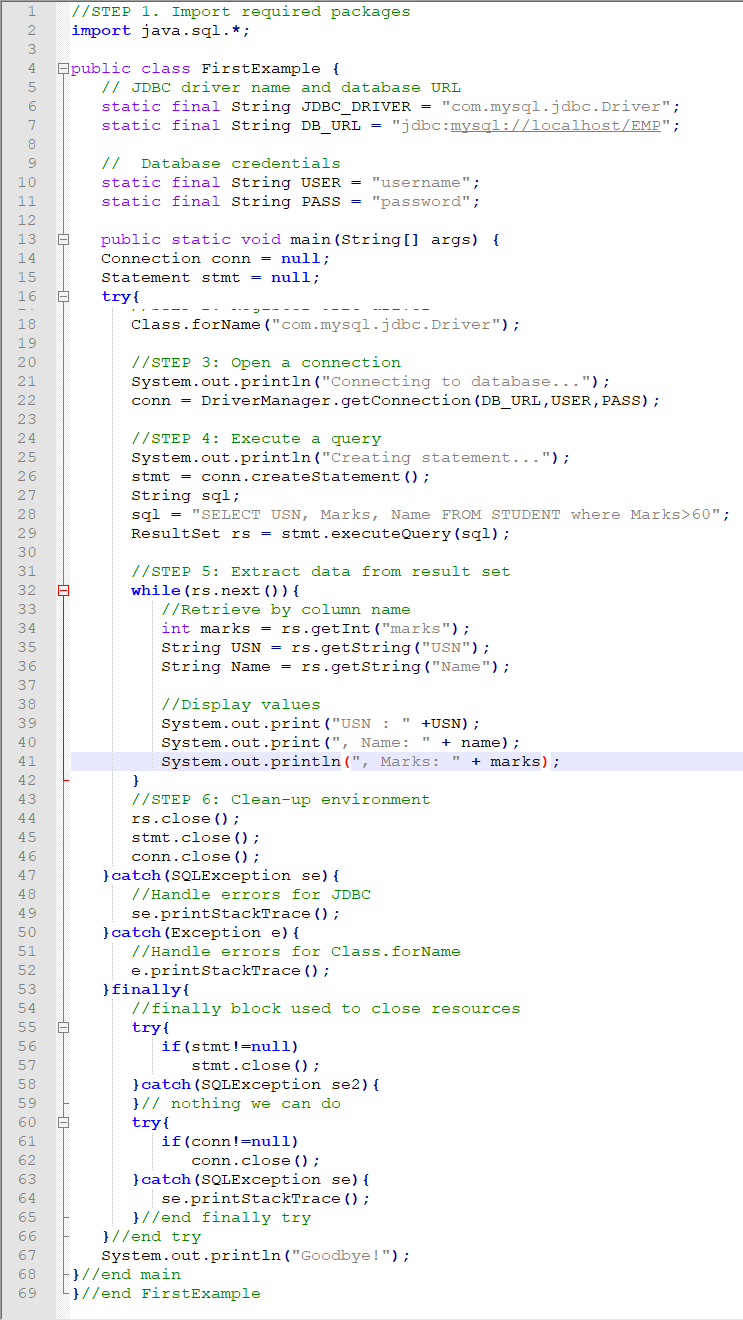 1 //STEP 1. Import required packages
2 import java.sql.*;
3
4 public class FirstExample {
5 // JDBC driver name and database URL
6 static final String JDBC_DRIVER = "com.mysql.jdbc.Driver";
7 static final String DB_URL = "jdbc:mysql://localhost/EMP";
8
9 //  Database credentials
10 static final String USER = "username";
11 static final String PASS = "password";
12
13 public static void main(String[] args) {
14 Connection conn = null;
15 Statement stmt = null;
16 try{
18 Class.forName("com.mysql.jdbc.Driver");
19
20 //STEP 3: Open a connection
21 System.out.println("Connecting to database...");
22 conn = DriverManager.getConnection(DB_URL,USER,PASS);
23
24 //STEP 4: Execute a query
25 System.out.println("Creating statement...");
26 stmt = conn.createStatement();
27 String sql;
28 sql = "SELECT USN, Marks, Name FROM STUDENT where Marks>60";
29 ResultSet rs = stmt.executeQuery(sql);
30
31 //STEP 5: Extract data from result set
32 while(rs.next()){
33 //Retrieve by column name
34 int marks = rs.getInt("marks");
35 String USN = rs.getString("USN");
36 String Name = rs.getString("Name");
37
38 //Display values
39 System.out.print("USN : " +USN);
40 System.out.print(", Name: " + name);
41 System.out.println(", Marks: " + marks);
42 }
43 //STEP 6: Clean-up environment
44 rs.close();
45 stmt.close();
46 conn.close();
47 }catch(SQLException se){
48 //Handle errors for JDBC
49 se.printStackTrace();
50 }catch(Exception e){
51 //Handle errors for Class.forName
52 e.printStackTrace();
53 }finally{
54 //finally block used to close resources
55 try{
56 if(stmt!=null)
57 stmt.close();
58 }catch(SQLException se2){
59 }// nothing we can do
60 try{
61 if(conn!=null)
62 conn.close();
63 }catch(SQLException se){
64 se.printStackTrace();
65 }//end finally try
66 }//end try
67 System.out.println("Goodbye!");
68 }//end main
69 }//end FirstExample